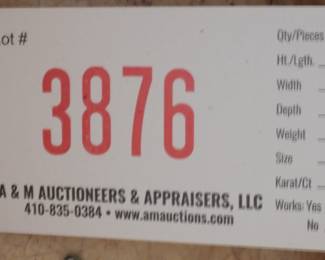 Lot #
3876
A & M AUCTIONEERS & APPRAISERS, LLC
410-835-0384 • www.amauctions.com
Qty/Pieces
Ht./Lgth.
Width
Depth
Weight
Size
Karat/Ct
Works: Yes
No